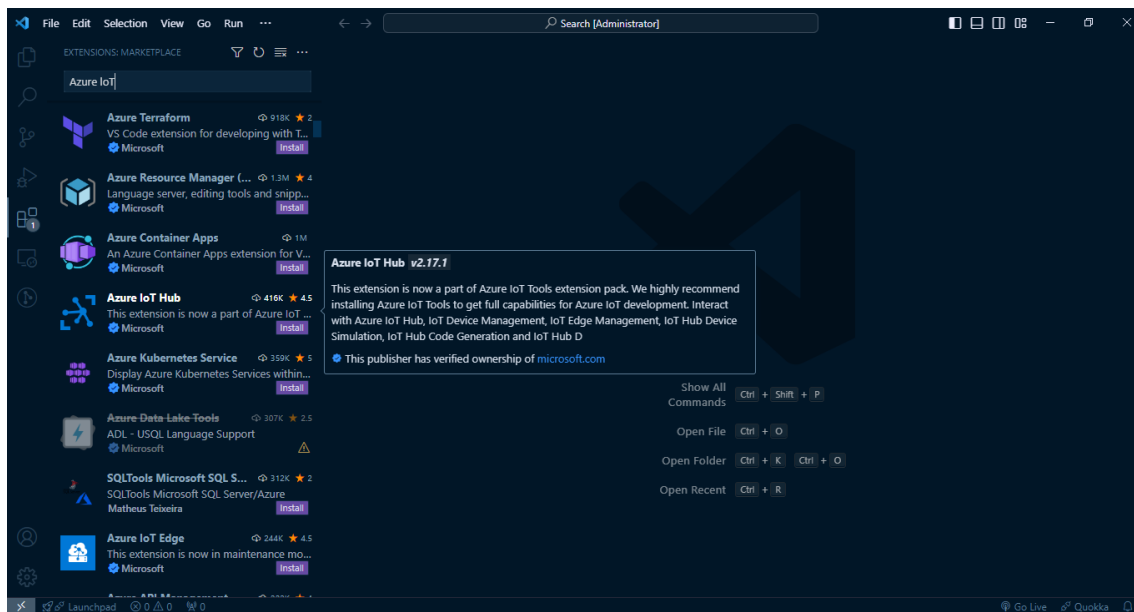 File Edit Selection View Go Run ···
Search [Administrator]
EXTENSIONS: MARKETPLACE
Azure IoT
Azure Terraform 918K ★ 2
VS Code extension for developing with T...
Microsoft Install
Azure Resource Manager (... 1.3M ★ 4
Language server, editing tools and snipp...
Microsoft Install
Azure Container Apps 1M
An Azure Container Apps extension for V...
Microsoft Install
Azure IoT Hub 416K ★ 4.5
This extension is now a part of Azure IoT ...
Microsoft Install
Azure Kubernetes Service 359K ★ 5
Display Azure Kubernetes Services within...
Microsoft Install
Azure Data Lake Tools 307K ★ 2.5
ADL - USQL Language Support
Microsoft
SQLTools Microsoft SQL S... 312K ★ 2
SQLTools Microsoft SQL Server/Azure
Matheus Teixeira Install
Azure IoT Edge 244K ★ 4.5
This extension is now in maintenance mo...
Microsoft Install
Azure API Management
1
Azure IoT Hub v2.17.1
This extension is now a part of Azure IoT Tools extension pack. We highly recommend
installing Azure IoT Tools to get full capabilities for Azure IoT development. Interact
with Azure IoT Hub, IoT Device Management, IoT Edge Management, IoT Hub Device
Simulation, IoT Hub Code Generation and IoT Hub D
This publisher has verified ownership of microsoft.com
Show All
Commands Ctrl + Shift + P
Open File Ctrl + O
Open Folder Ctrl + K Ctrl + O
Open Recent Ctrl + R
Launchpad 0 0 0 Go Live Quokka